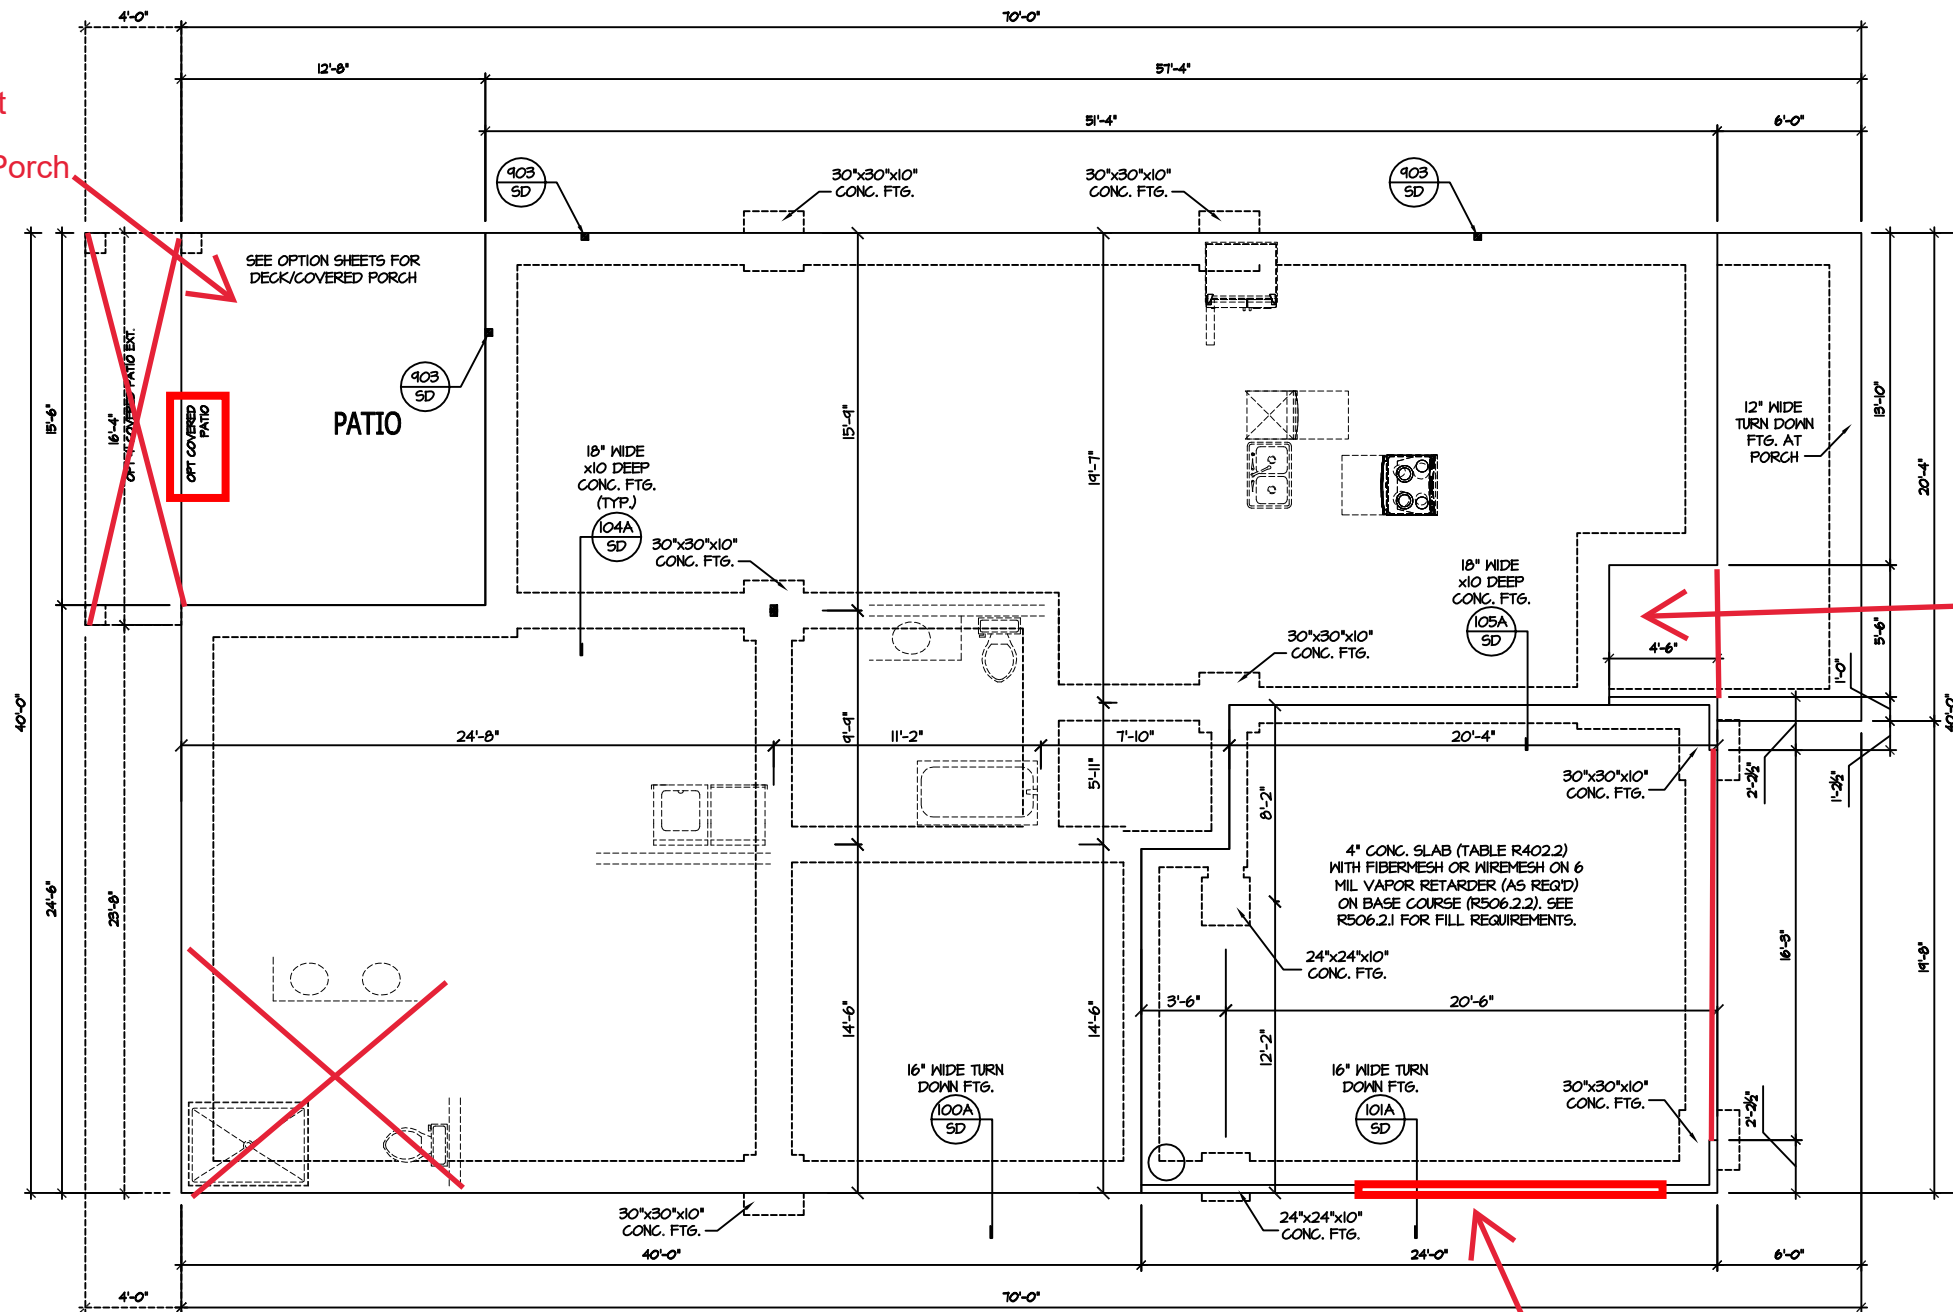 4'-0"
70'-0"
12'-8"
57'-4"
t
51'-4"
6'-0"
Porch
903
SD
30"x30"x10"
CONC. FTG.
30"x30"x10"
CONC. FTG.
903
SD
SEE OPTION SHEETS FOR
DECK/COVERED PORCH
903
SD
OPT COVERED
PATIO
PATIO
15'-6"
16'-4"
15'-9"
19'-7"
13'-10"
20'-4"
12" WIDE
TURN DOWN
FTG. AT
PORCH
18" WIDE
x10 DEEP
CONC. FTG.
(TYP.)
104A
SD
30"x30"x10"
CONC. FTG.
18" WIDE
x10 DEEP
CONC. FTG.
105A
SD
30"x30"x10"
CONC. FTG.
4'-6"
5'-6"
1'-0"
40'-0"
40'-0"
24'-8"
9'-9"
11'-2"
5'-11"
7'-10"
20'-4"
30"x30"x10"
CONC. FTG.
2'-2½"
1'-2½"
8'-2"
4" CONC. SLAB (TABLE R402.2)
WITH FIBERMESH OR WIREMESH ON 6
MIL VAPOR RETARDER (AS REQ'D)
ON BASE COURSE (R506.2.2). SEE
R506.2.1 FOR FILL REQUIREMENTS.
24'-6"
23'-8"
16'-3"
19'-8"
24"x24"x10"
CONC. FTG.
3'-6"
20'-6"
14'-6"
14'-6"
12'-2"
16" WIDE TURN
DOWN FTG.
100A
SD
16" WIDE TURN
DOWN FTG.
101A
SD
30"x30"x10"
CONC. FTG.
2'-2½"
30"x30"x10"
CONC. FTG.
24"x24"x10"
CONC. FTG.
40'-0"
24'-0"
6'-0"
4'-0"
70'-0"